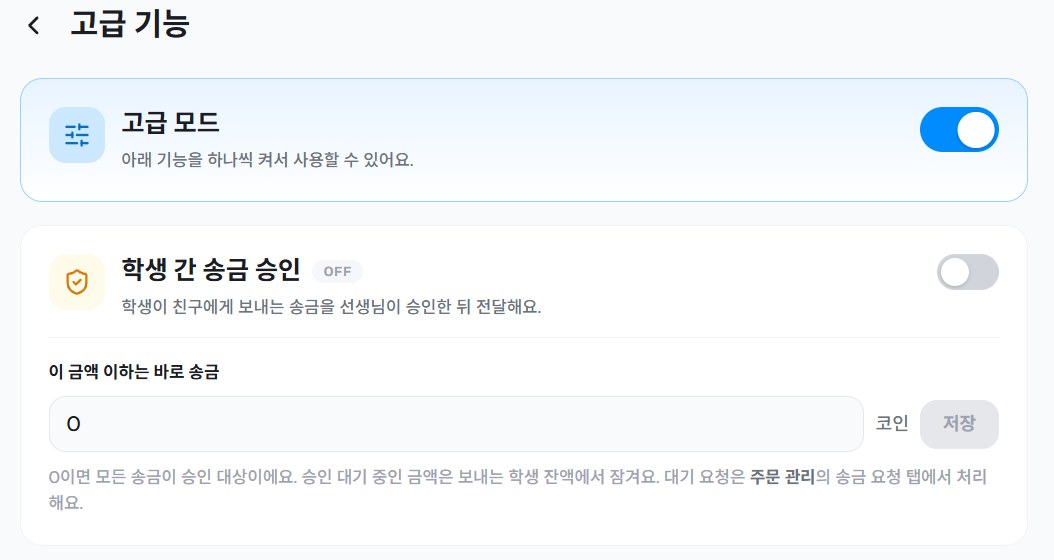 고급 기능
고급 모드
아래 기능을 하나씩 켜서 사용할 수 있어요.
학생 간 송금 승인 OFF
학생이 친구에게 보내는 송금을 선생님이 승인한 뒤 전달해요.
이 금액 이하는 바로 송금
0 코인 저장
0이면 모든 송금이 승인 대상이에요. 승인 대기 중인 금액은 보내는 학생 잔액에서 잠겨요. 대기 요청은 주문 관리의 송금 요청 탭에서 처리
해요.